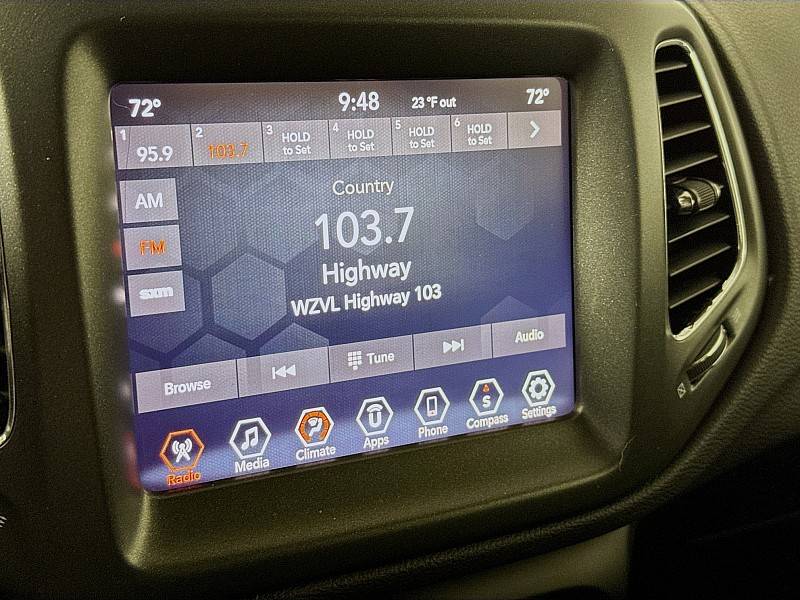 72° 9:48 23 °F out 72°
1 95.9
2 103.7
3 HOLD to Set
4 HOLD to Set
5 HOLD to Set
6 HOLD to Set
AM
FM
sxm
Country
103.7
Highway
WZVL Highway 103
Browse Tune Audio
Radio Media Climate Apps Phone S Compass Settings